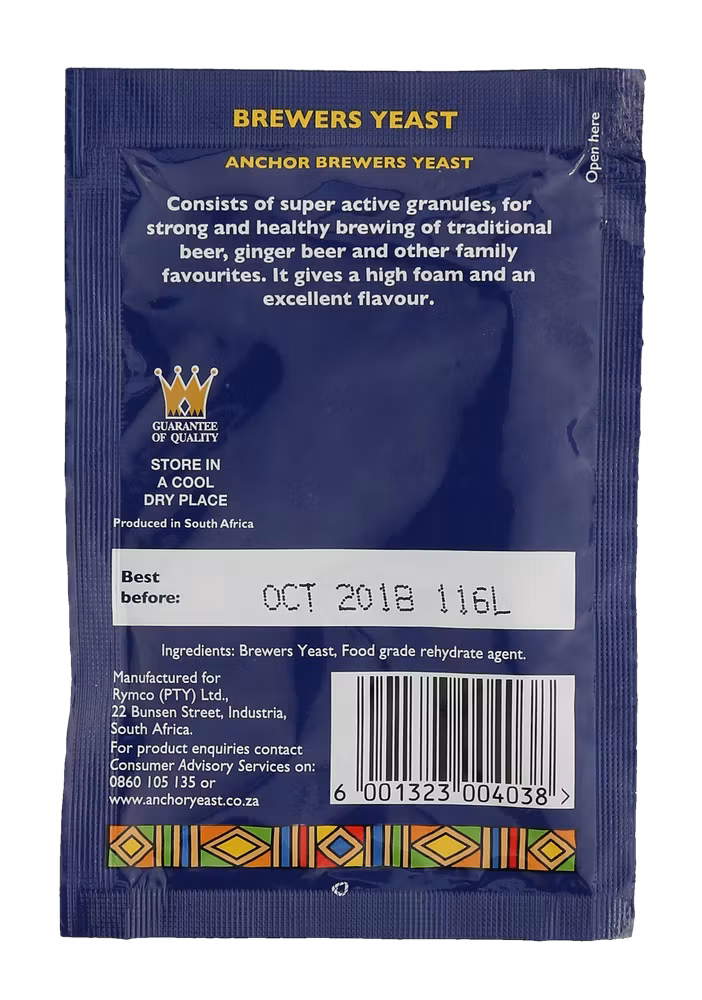 BREWERS YEAST
Open here
ANCHOR BREWERS YEAST
Consists of super active granules, for
strong and healthy brewing of traditional
beer, ginger beer and other family
favourites. It gives a high foam and an
excellent flavour.
GUARANTEE
OF QUALITY
STORE IN
A COOL
DRY PLACE
Produced in South Africa
Best
before:
OCT 2018 116L
Ingredients: Brewers Yeast, Food grade rehydrate agent.
Manufactured for
Rymco (PTY) Ltd.,
22 Bunsen Street, Industria,
South Africa.
For product enquiries contact
Consumer Advisory Services on:
0860 105 135 or
www.anchoryeast.co.za
6 001323 004038 >